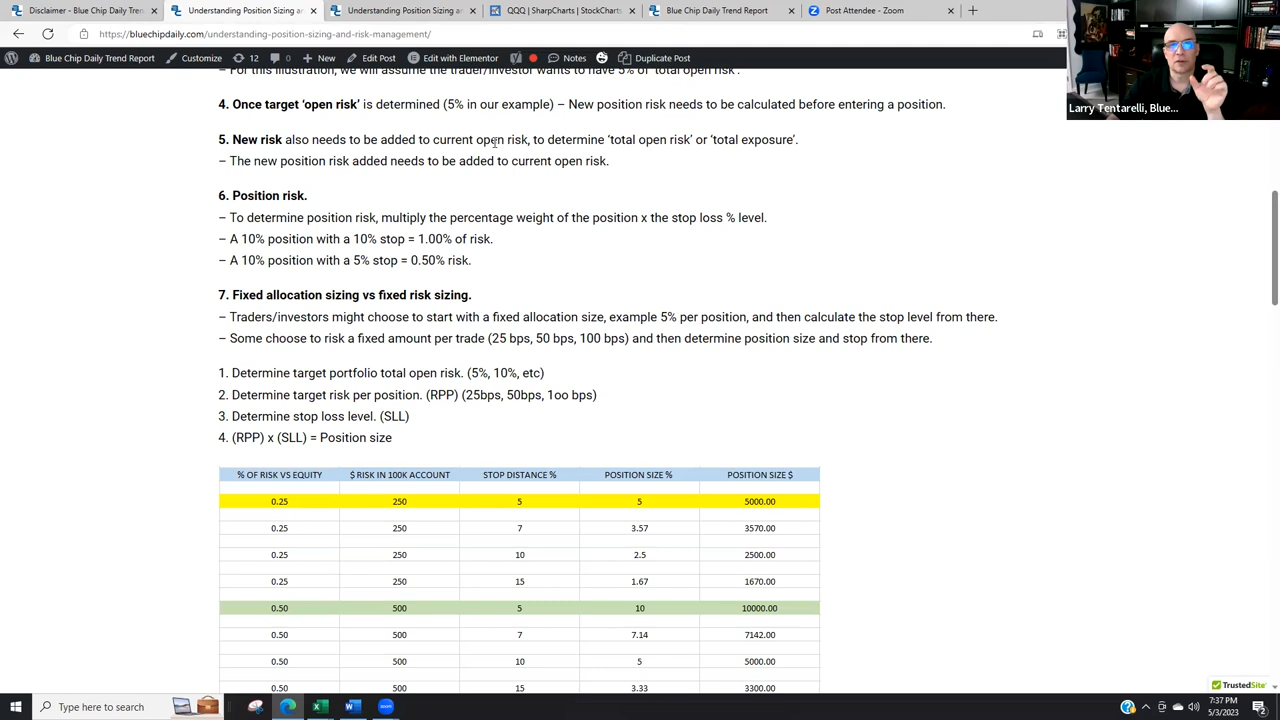 Disclaimer - Blue Chip Daily Trend
Understanding Position Sizing an
Understanding Position Sizing an
QQQ | SharpCharts | StockCharts
Blue Chip Daily Trend Report
Post Attendee - Zoom
https://bluechipdaily.com/understanding-position-sizing-and-risk-management/
Blue Chip Daily Trend Report
Customize
12
0
New
Edit Post
Edit with Elementor
Notes
Duplicate Post
– For this illustration, we will assume the trader/investor wants to have 5% of 'total open risk'.
4. Once target 'open risk' is determined (5% in our example) – New position risk needs to be calculated before entering a position.
5. New risk also needs to be added to current open risk, to determine 'total open risk' or 'total exposure'.
– The new position risk added needs to be added to current open risk.
6. Position risk.
– To determine position risk, multiply the percentage weight of the position x the stop loss % level.
– A 10% position with a 10% stop = 1.00% of risk.
– A 10% position with a 5% stop = 0.50% risk.
7. Fixed allocation sizing vs fixed risk sizing.
– Traders/investors might choose to start with a fixed allocation size, example 5% per position, and then calculate the stop level from there.
– Some choose to risk a fixed amount per trade (25 bps, 50 bps, 100 bps) and then determine position size and stop from there.
1. Determine target portfolio total open risk. (5%, 10%, etc)
2. Determine target risk per position. (RPP) (25bps, 50bps, 1oo bps)
3. Determine stop loss level. (SLL)
4. (RPP) x (SLL) = Position size
% OF RISK VS EQUITY $ RISK IN 100K ACCOUNT STOP DISTANCE % POSITION SIZE % POSITION SIZE $
0.25 250 5 5 5000.00
0.25 250 7 3.57 3570.00
0.25 250 10 2.5 2500.00
0.25 250 15 1.67 1670.00
0.50 500 5 10 10000.00
0.50 500 7 7.14 7142.00
0.50 500 10 5 5000.00
0.50 500 15 3.33 3300.00
Larry Tentarelli, Blue...
TrustedSite
Type here to search
7:37 PM
5/3/2023
2